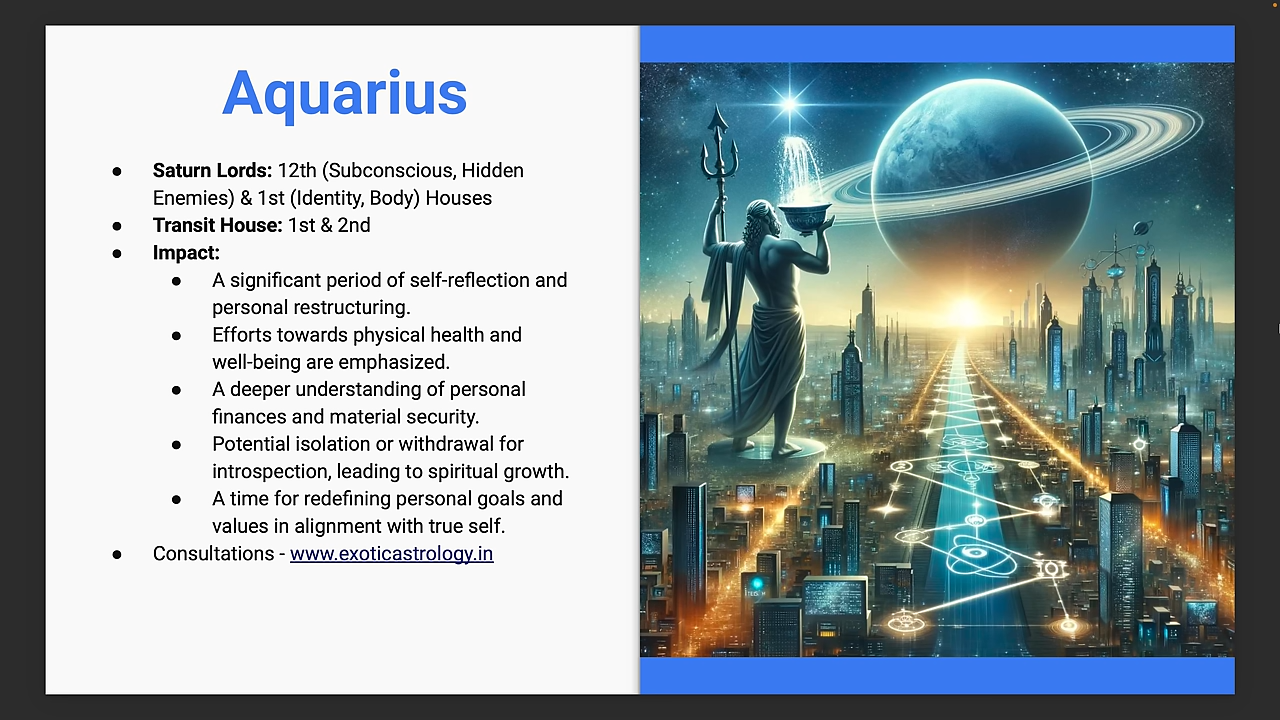 Aquarius
● Saturn Lords: 12th (Subconscious, Hidden
Enemies) & 1st (Identity, Body) Houses
● Transit House: 1st & 2nd
● Impact:
● A significant period of self-reflection and
personal restructuring.
● Efforts towards physical health and
well-being are emphasized.
● A deeper understanding of personal
finances and material security.
● Potential isolation or withdrawal for
introspection, leading to spiritual growth.
● A time for redefining personal goals and
values in alignment with true self.
● Consultations - www.exoticastrology.in